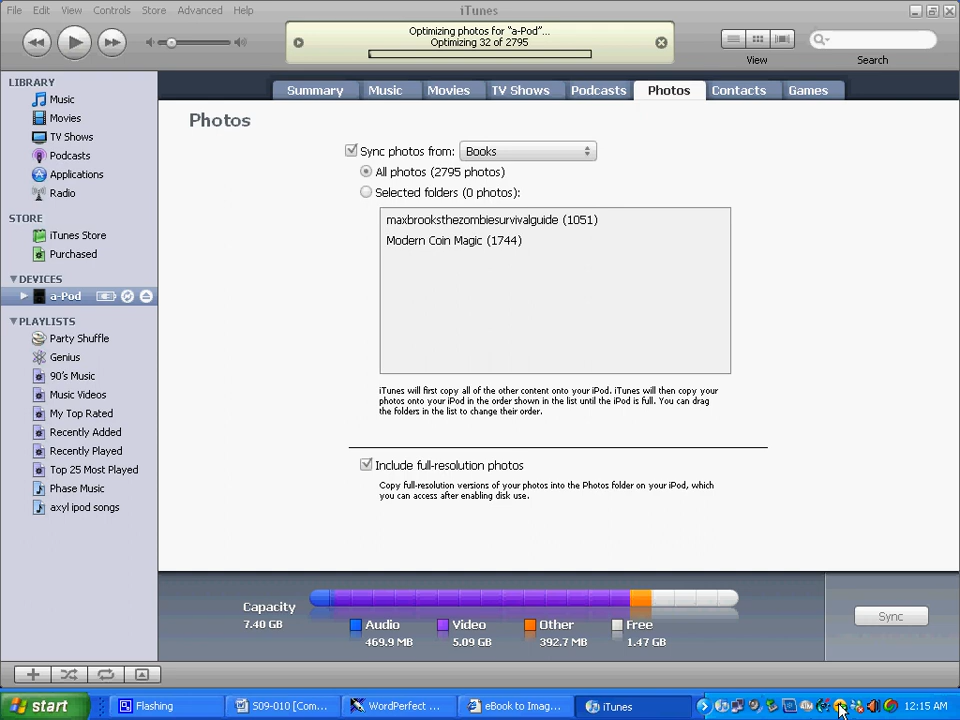 File Edit View Controls Store Advanced Help
iTunes
Optimizing photos for "a-Pod"...
Optimizing 32 of 2795
View
Search
LIBRARY
Music
Movies
TV Shows
Podcasts
Applications
Radio
STORE
iTunes Store
Purchased
DEVICES
a-Pod
PLAYLISTS
Party Shuffle
Genius
90's Music
Music Videos
My Top Rated
Recently Added
Recently Played
Top 25 Most Played
Phase Music
axyl ipod songs
Summary Music Movies TV Shows Podcasts Photos Contacts Games
Photos
Sync photos from: Books
All photos (2795 photos)
Selected folders (0 photos):
maxbrooksthezombiesurvivalguide (1051)
Modern Coin Magic (1744)
iTunes will first copy all of the other content onto your iPod. iTunes will then copy your
photos onto your iPod in the order shown in the list until the iPod is full. You can drag
the folders in the list to change their order.
Include full-resolution photos
Copy full-resolution versions of your photos into the Photos folder on your iPod, which
you can access after enabling disk use.
Capacity
7.40 GB
Audio
469.9 MB
Video
5.09 GB
Other
392.7 MB
Free
1.47 GB
Sync
start
Flashing
S09-010 [Com...
WordPerfect ...
eBook to Imag...
iTunes
12:15 AM